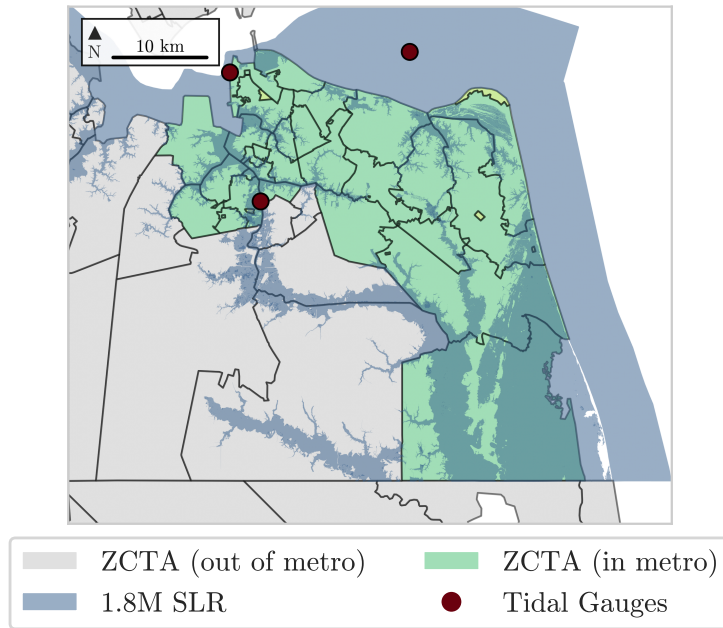 N
10 km
ZCTA (out of metro)
ZCTA (in metro)
1.8M SLR
Tidal Gauges